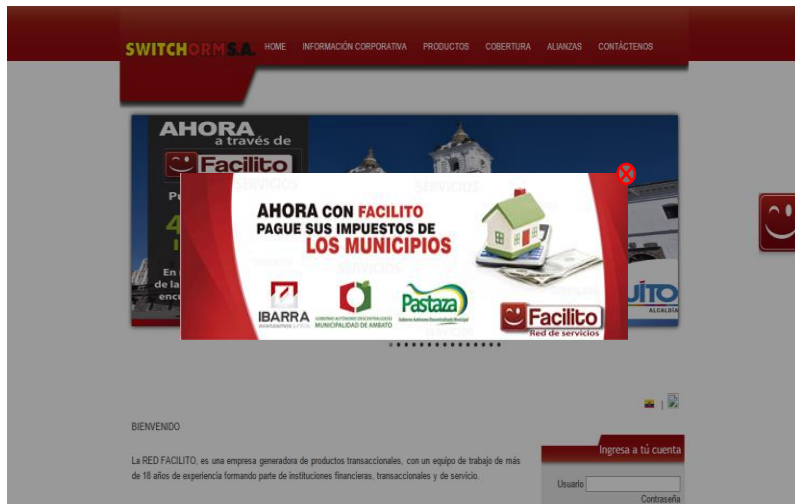 SWITCHORM S.A.
HOME INFORMACIÓN CORPORATIVA PRODUCTOS COBERTURA ALIANZAS CONTÁCTENOS
AHORA
a través de
Facilito
AHORA CON FACILITO
PAGUE SUS IMPUESTOS DE
LOS MUNICIPIOS
IBARRA
MUNICIPALIDAD DE AMBATO
Pastaza
Facilito
Red de servicios
ALCALDÍA
BIENVENIDO
La RED FACILITO, es una empresa generadora de productos transaccionales, con un equipo de trabajo de más
de 18 años de experiencia formando parte de instituciones financieras, transaccionales y de servicio.
Ingresa a tú cuenta
Usuario
Contraseña